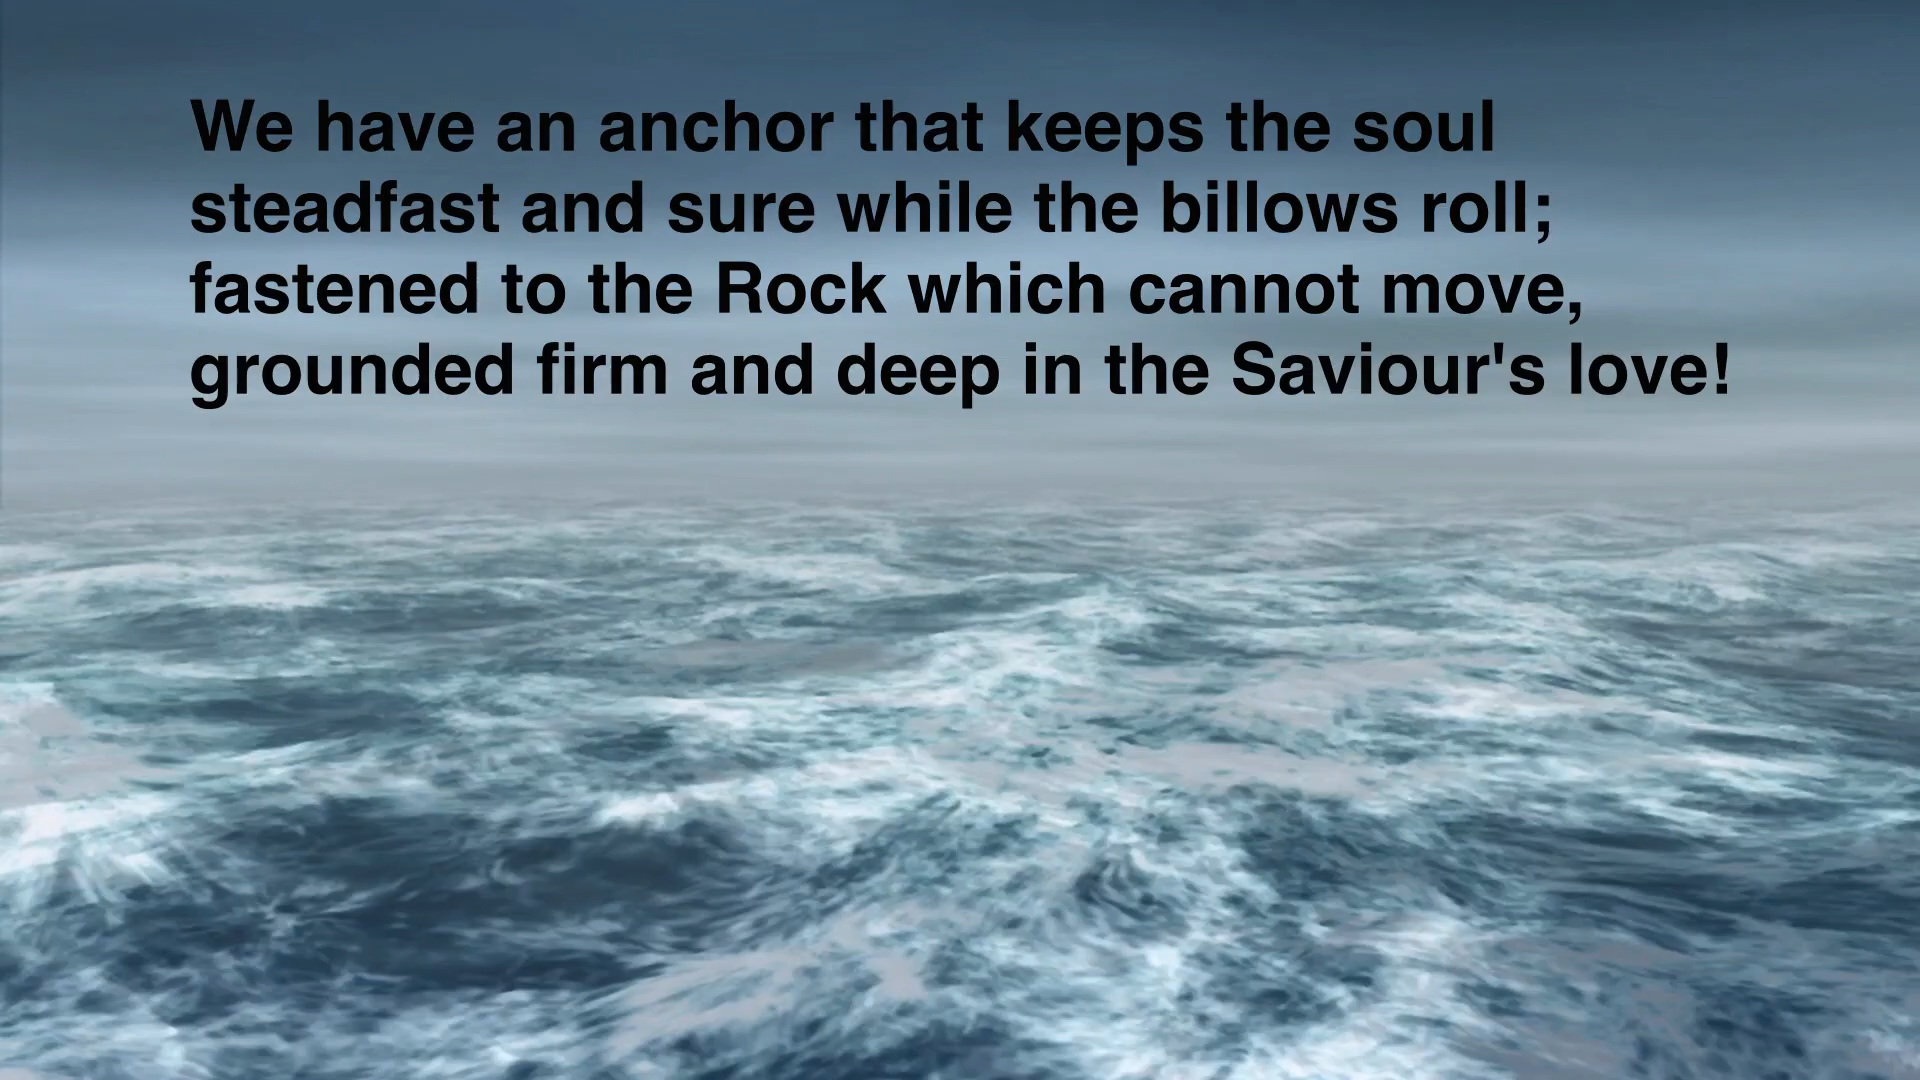 We have an anchor that keeps the soul
steadfast and sure while the billows roll;
fastened to the Rock which cannot move,
grounded firm and deep in the Saviour's love!